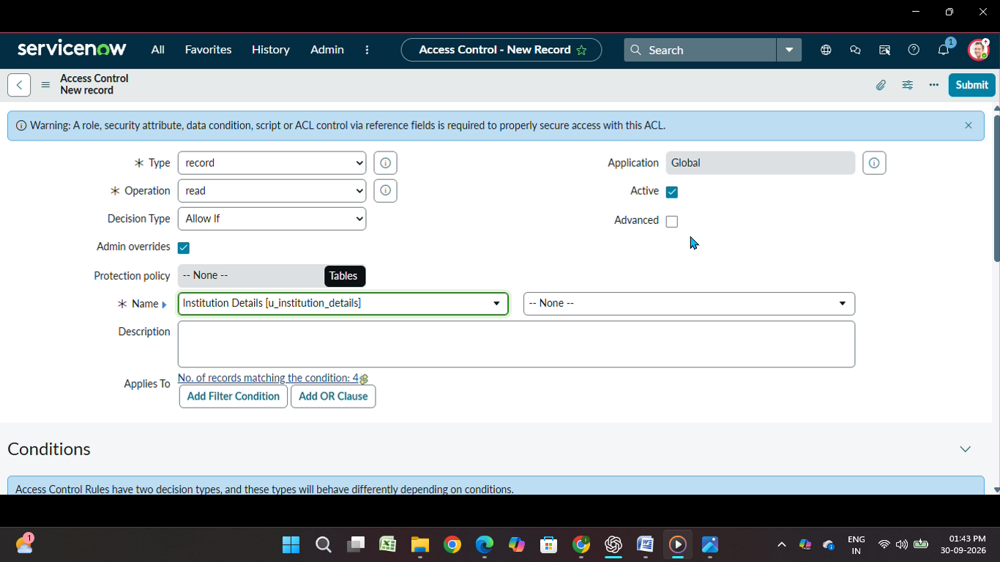 servicenow All Favorites History Admin Access Control - New Record Search 1
Access Control
New record
Submit
Warning: A role, security attribute, data condition, script or ACL control via reference fields is required to properly secure access with this ACL.
Type record Application Global
Operation read Active
Decision Type Allow If Advanced
Admin overrides
Protection policy -- None -- Tables
Name Institution Details [u_institution_details] -- None --
Description
Applies To No. of records matching the condition: 4
Add Filter Condition Add OR Clause
Conditions
Access Control Rules have two decision types, and these types will behave differently depending on conditions.
1 ENG 01:43 PM
IN 30-09-2026